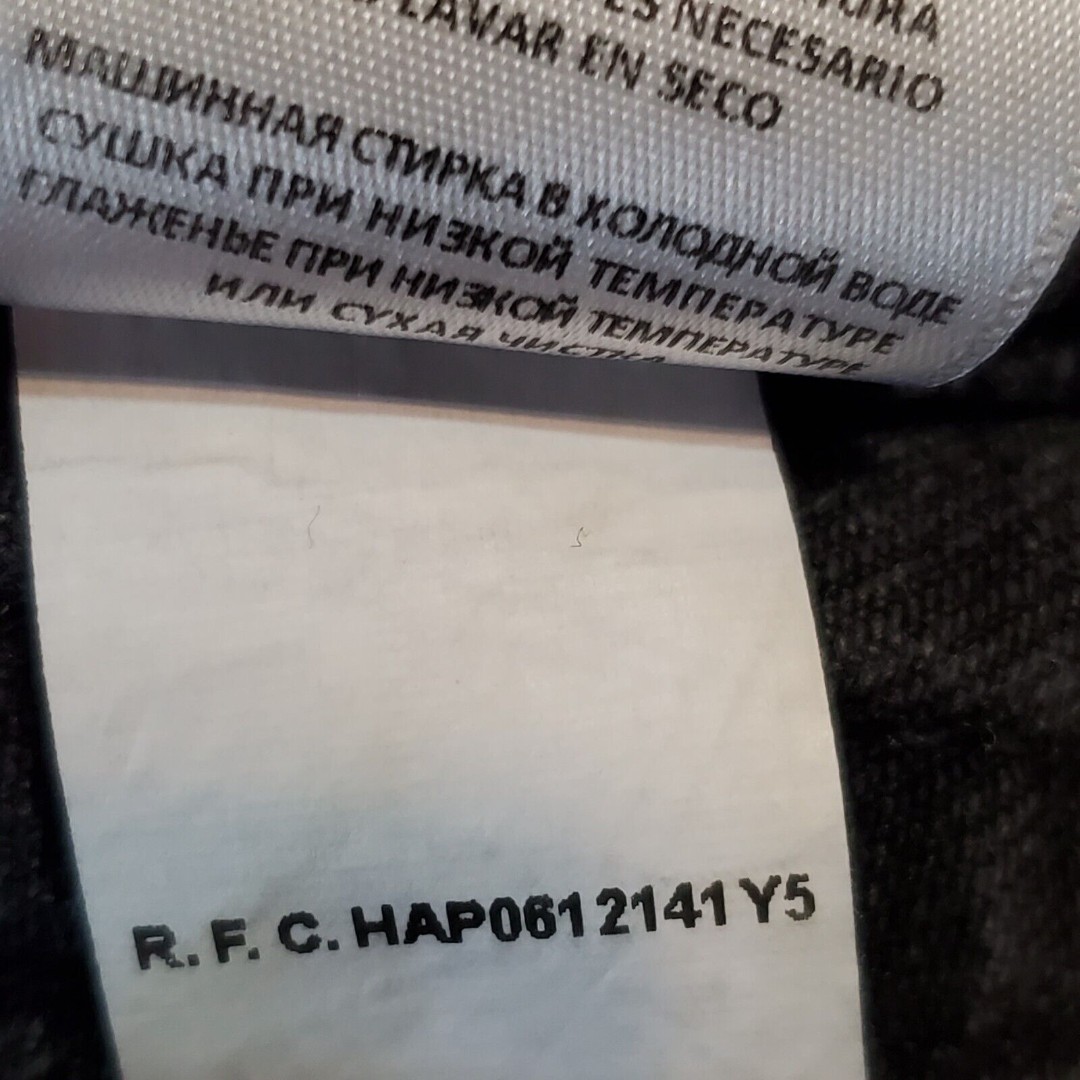 ES NECESARIO
LAVAR EN SECO
МАШИННАЯ СТИРКА В ХОЛОДНОЙ ВОДЕ
СУШКА ПРИ НИЗКОЙ ТЕМПЕРАТУРЕ
ГЛАЖЕНЬЕ ПРИ НИЗКОЙ ТЕМПЕРАТУРЕ
ИЛИ СУХАЯ ЧИСТКА
R. F. C. HAP0612141Y5